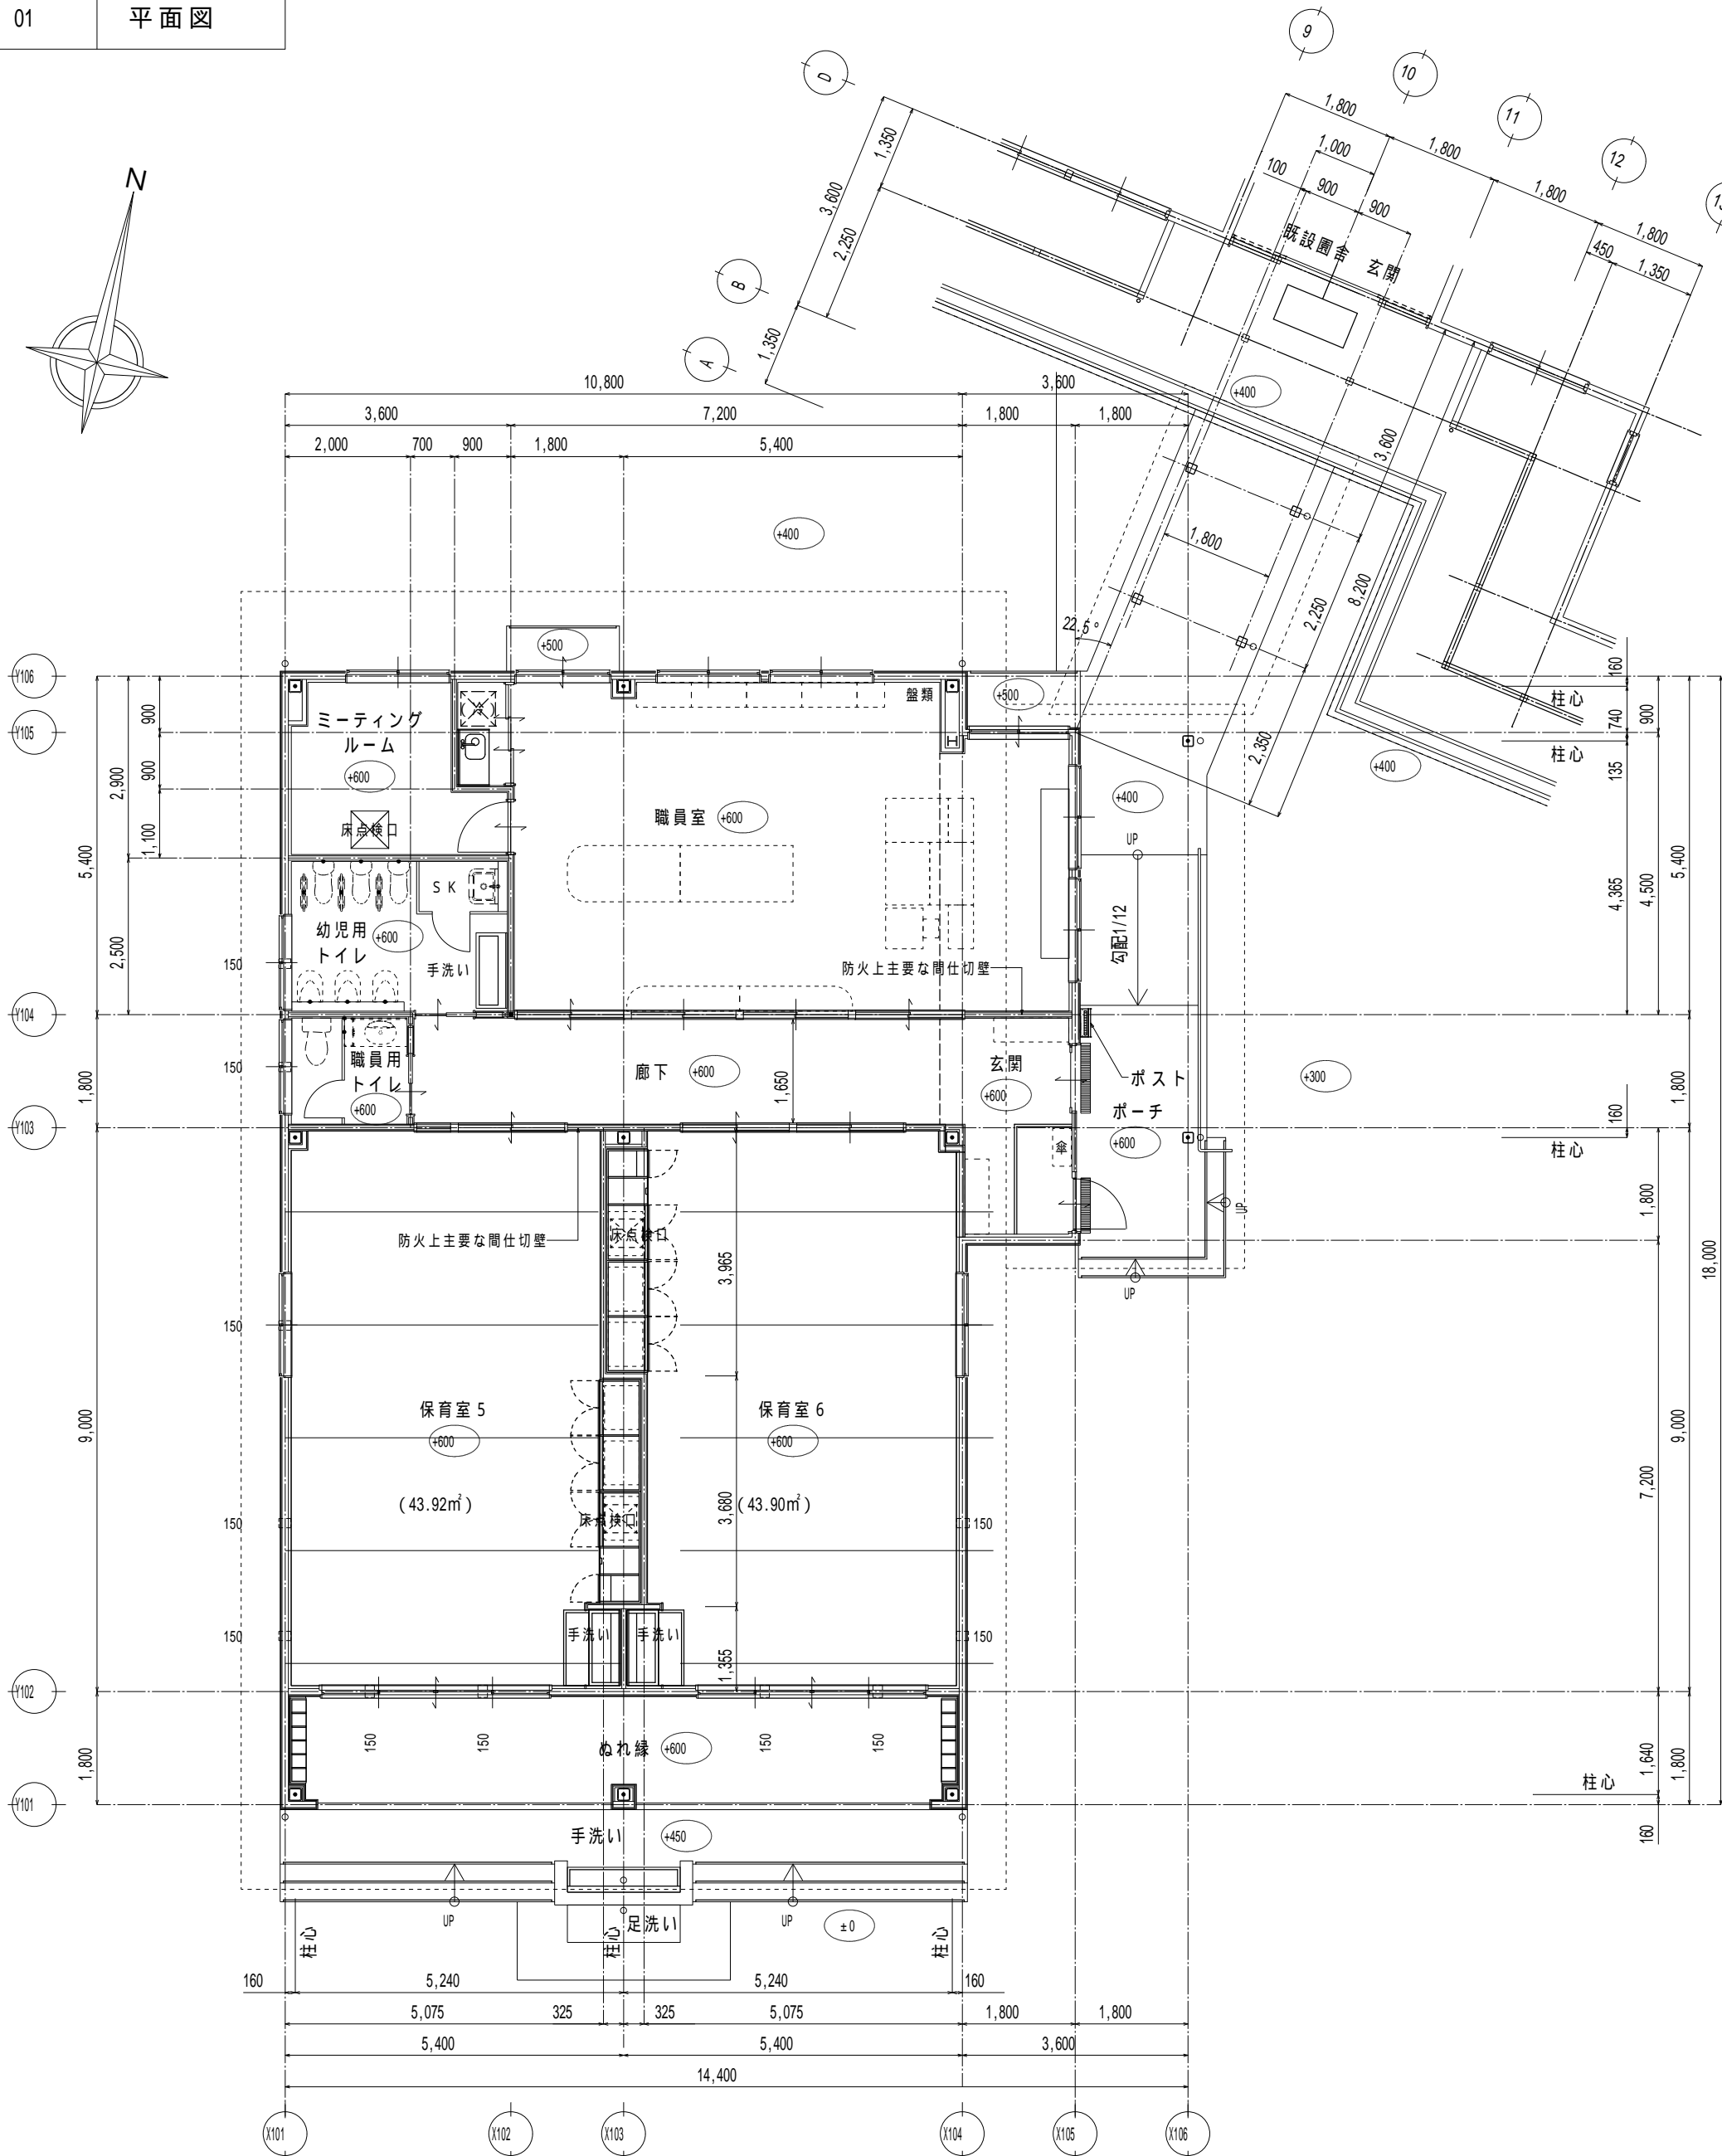 01
平面図
N
D
B
A
9
10
11
12
1,350
3,600
2,250
1,350
1,800
1,000
1,800
100
900
900
1,800
1,800
450
1,350
既設園舎 玄関
+400
3,600
1,800
2,250
8,200
2,350
22.5°
10,800
3,600
3,600
7,200
1,800
1,800
2,000
700
900
1,800
5,400
+400
+500
Y106
Y105
Y104
Y103
Y102
Y101
900
900
1,100
2,900
2,500
5,400
1,800
9,000
1,800
ミーティング
ルーム
+600
床点検口
冷
盤類
+500
職員室
+600
SK
幼児用
トイレ
+600
手洗い
150
防火上主要な間仕切壁
+400
UP
勾配1/12
+400
職員用
トイレ
+600
150
廊下
+600
1,650
玄関
+600
ポスト
ポーチ
+600
+300
傘
UP
UP
防火上主要な間仕切壁
床点検口
3,965
150
保育室5
+600
(43.92㎡)
保育室6
+600
(43.90㎡)
3,680
床点検口
150
150
手洗い
手洗い
1,355
150
150
150
150
150
150
ぬれ縁
+600
手洗い
+450
UP
UP
足洗い
±0
柱心
柱心
柱心
160
740
135
900
柱心
柱心
4,365
4,500
5,400
160
1,800
柱心
1,800
7,200
9,000
18,000
1,640
1,800
柱心
160
160
5,240
5,240
160
5,075
325
325
5,075
1,800
1,800
5,400
5,400
3,600
14,400
X101
X102
X103
X104
X105
X106